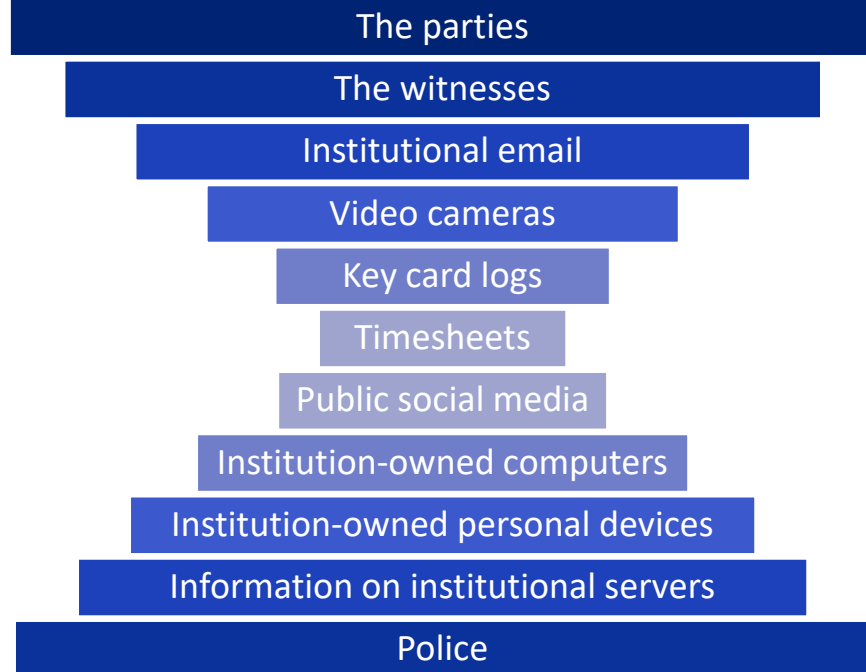 The parties
The witnesses
Institutional email
Video cameras
Key card logs
Timesheets
Public social media
Institution-owned computers
Institution-owned personal devices
Information on institutional servers
Police